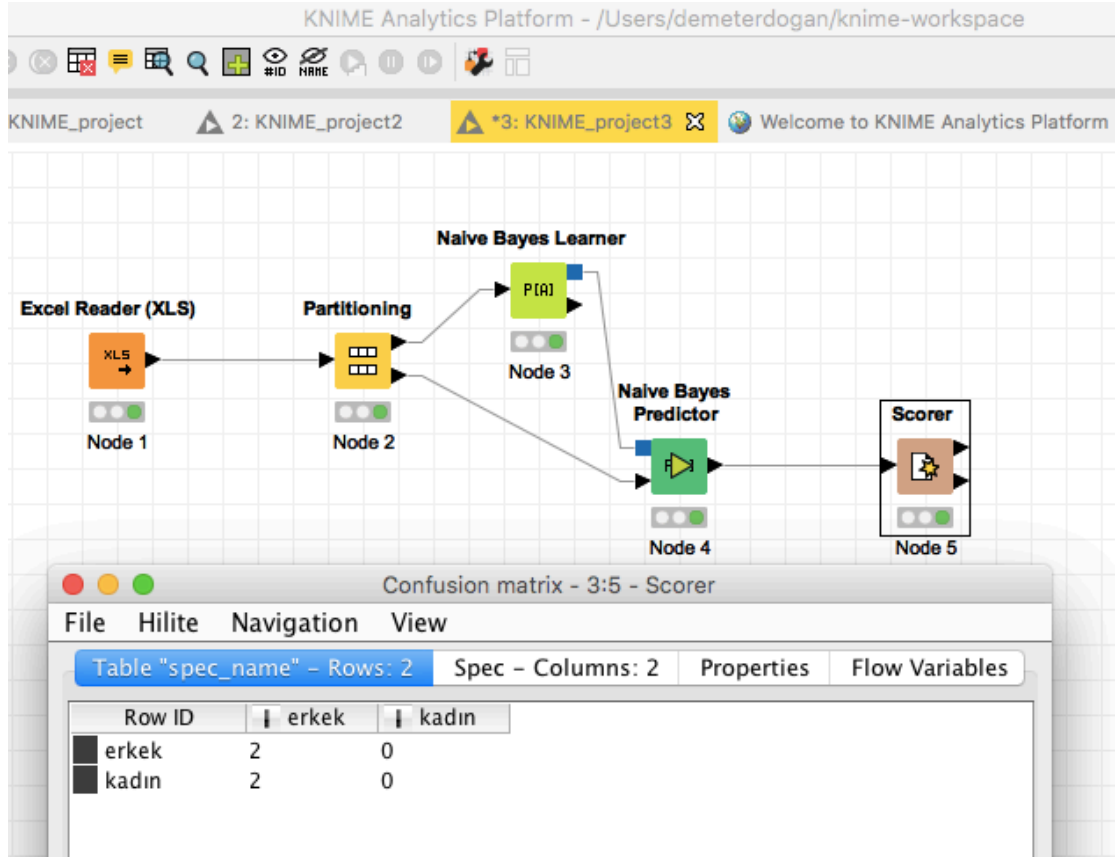 KNIME Analytics Platform - /Users/demeterdogan/knime-workspace
#ID NAME
KNIME_project 2: KNIME_project2 *3: KNIME_project3 Welcome to KNIME Analytics Platform
Naive Bayes Learner
P[A]
Node 3
Excel Reader (XLS)
XLS
Node 1
Partitioning
Node 2
Naive Bayes
Predictor
Node 4
Scorer
Node 5
Confusion matrix - 3:5 - Scorer
File Hilite Navigation View
Table "spec_name" - Rows: 2 Spec - Columns: 2 Properties Flow Variables
Row ID erkek kadın
erkek 2 0
kadın 2 0